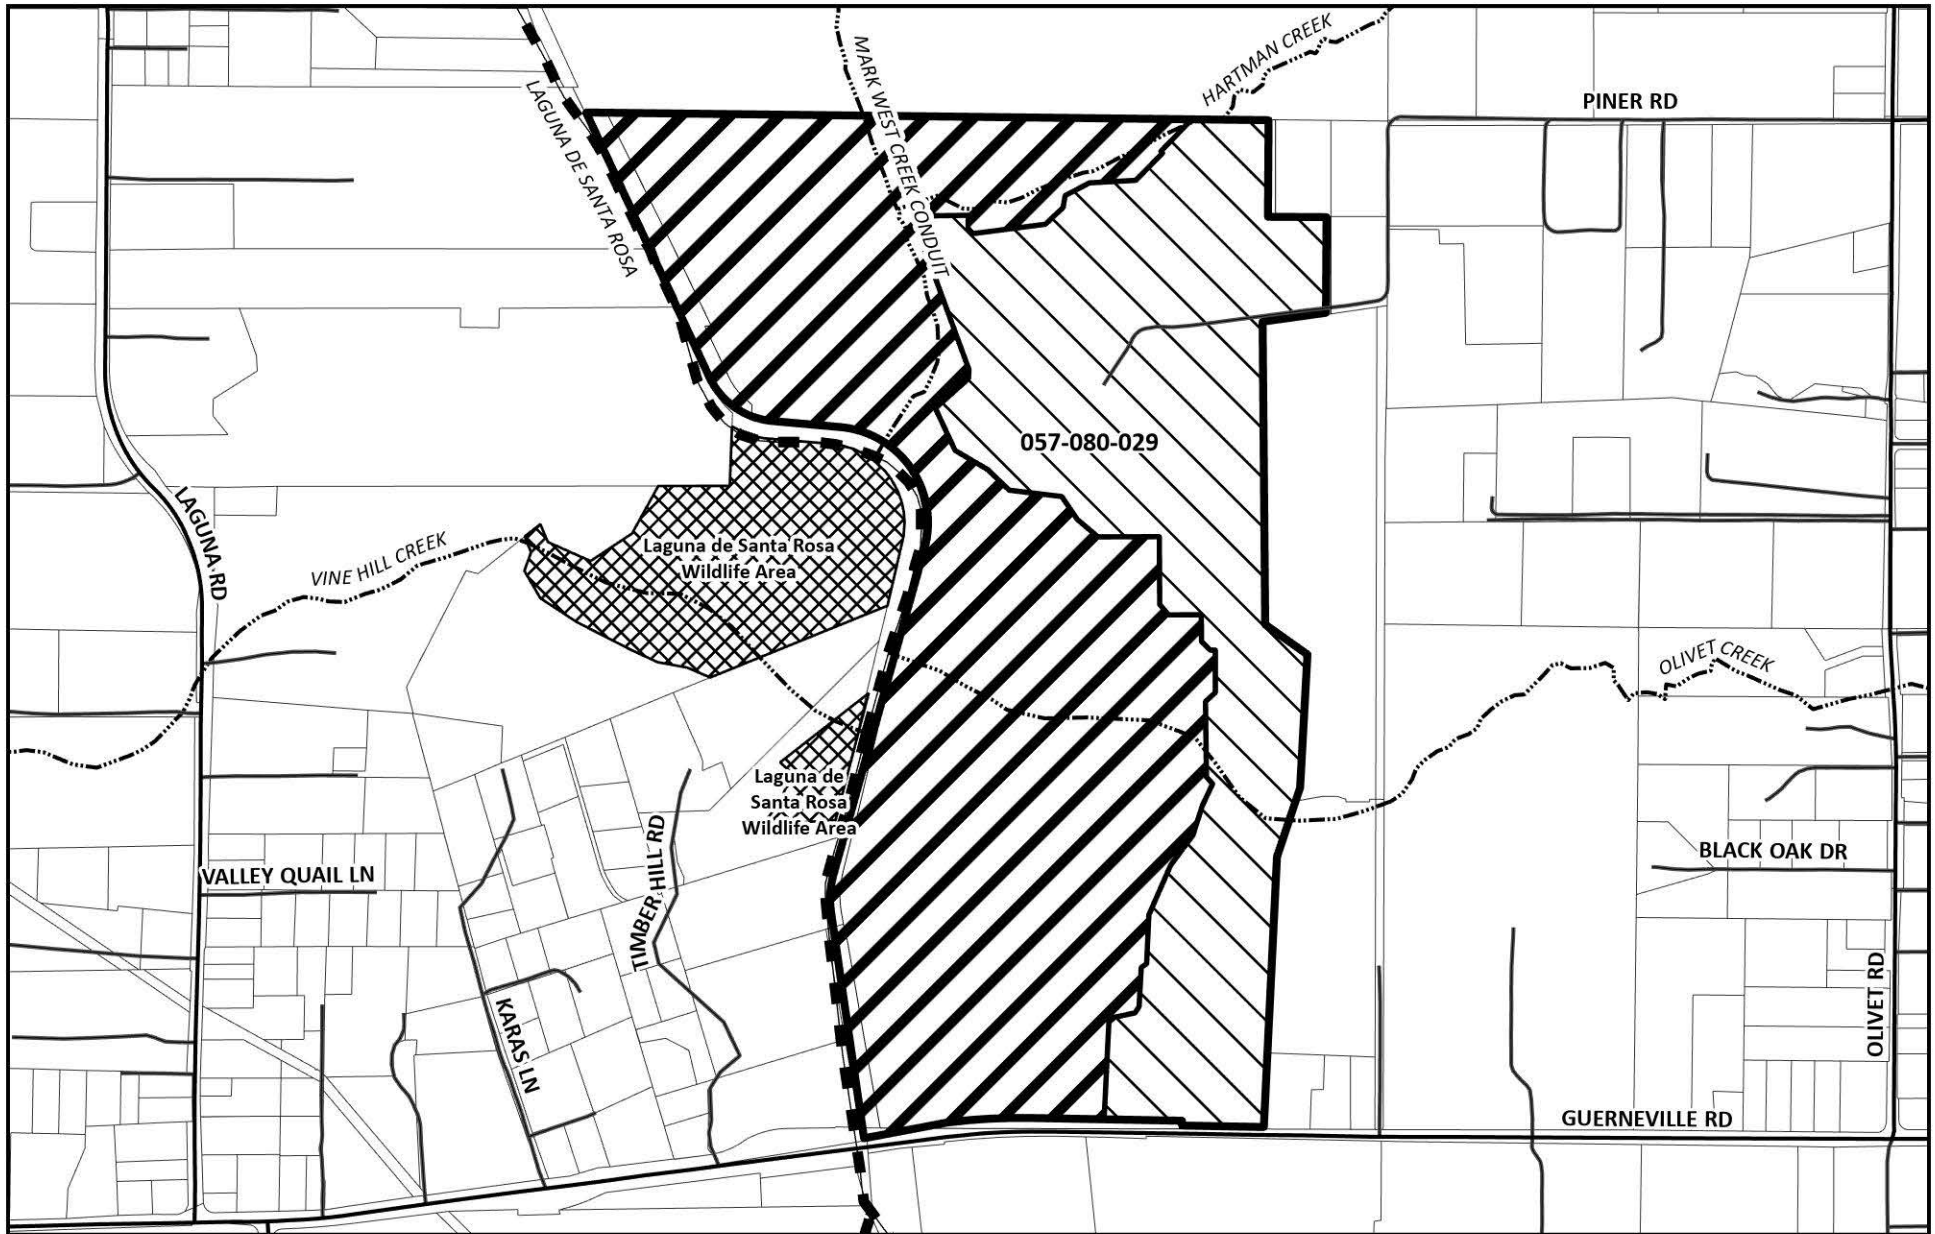 HARTMAN CREEK
PINER RD
MARK WEST CREEK CONDUIT
LAGUNA DE SANTA ROSA
057-080-029
LAGUNA RD
VINE HILL CREEK
Laguna de Santa Rosa
Wildlife Area
OLIVET CREEK
Laguna de
Santa Rosa
Wildlife Area
TIMBER HILL RD
BLACK OAK DR
VALLEY QUAIL LN
KARAS LN
OLIVET RD
GUERNEVILLE RD